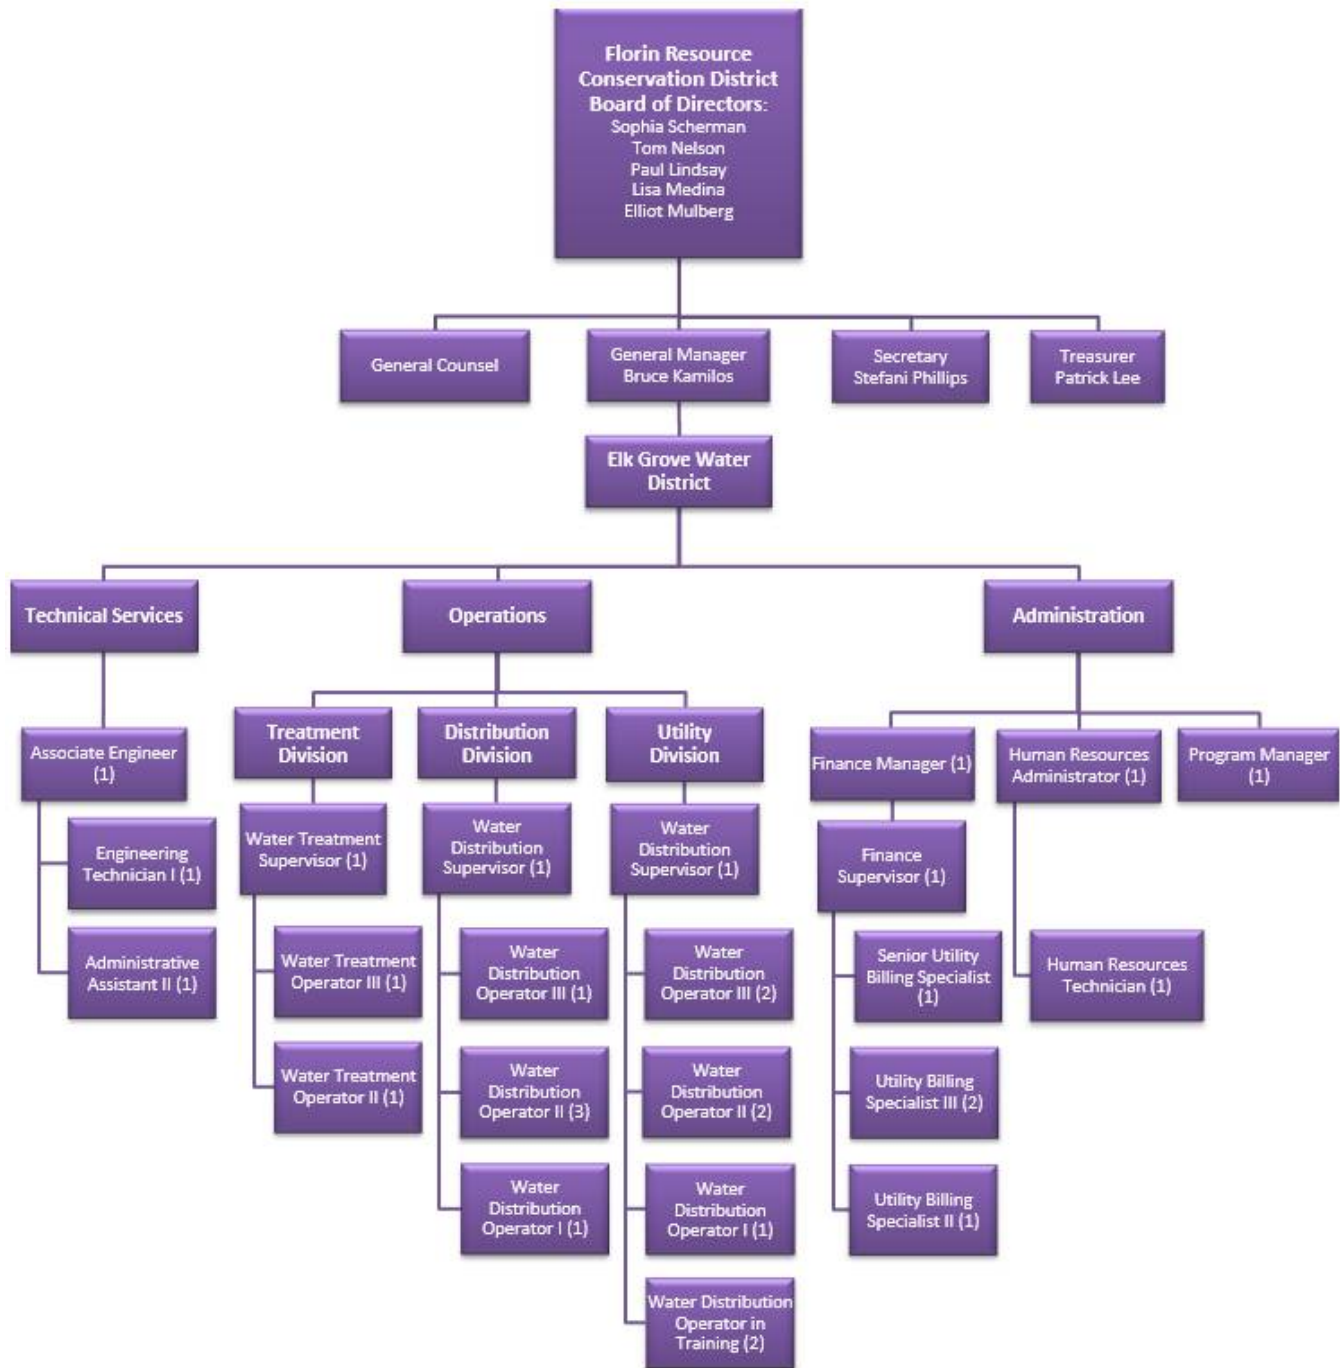 Florin Resource
Conservation District
Board of Directors:
Sophia Scherman
Tom Nelson
Paul Lindsay
Lisa Medina
Elliot Mulberg
General Counsel
General Manager
Bruce Kamilos
Secretary
Stefani Phillips
Treasurer
Patrick Lee
Elk Grove Water
District
Technical Services
Operations
Administration
Associate Engineer
(1)
Engineering
Technician I (1)
Administrative
Assistant II (1)
Treatment
Division
Water Treatment
Supervisor (1)
Water Treatment
Operator III (1)
Water Treatment
Operator II (1)
Distribution
Division
Water
Distribution
Supervisor (1)
Water
Distribution
Operator III (1)
Water
Distribution
Operator II (3)
Water
Distribution
Operator I (1)
Utility
Division
Water
Distribution
Supervisor (1)
Water
Distribution
Operator III (2)
Water
Distribution
Operator II (2)
Water
Distribution
Operator I (1)
Water Distribution
Operator in
Training (2)
Finance Manager (1)
Finance
Supervisor (1)
Senior Utility
Billing Specialist
(1)
Utility Billing
Specialist III (2)
Utility Billing
Specialist II (1)
Human Resources
Administrator (1)
Human Resources
Technician (1)
Program Manager
(1)